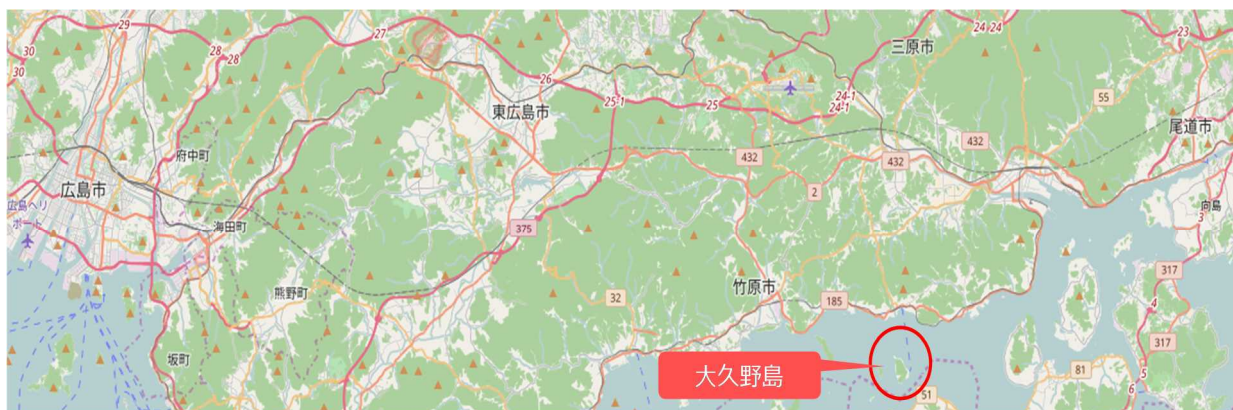 29
30
30
28
28
27
26
25-1
25
24-1
24-1
24 24
23
三原市
55
尾道市
東広島市
府中町
432
432
432
2
広島市
広島ヘリ
ポート
海田町
向島
3
375
317
熊野町
竹原市
32
185
4
317
坂町
大久野島
51
81
5
6